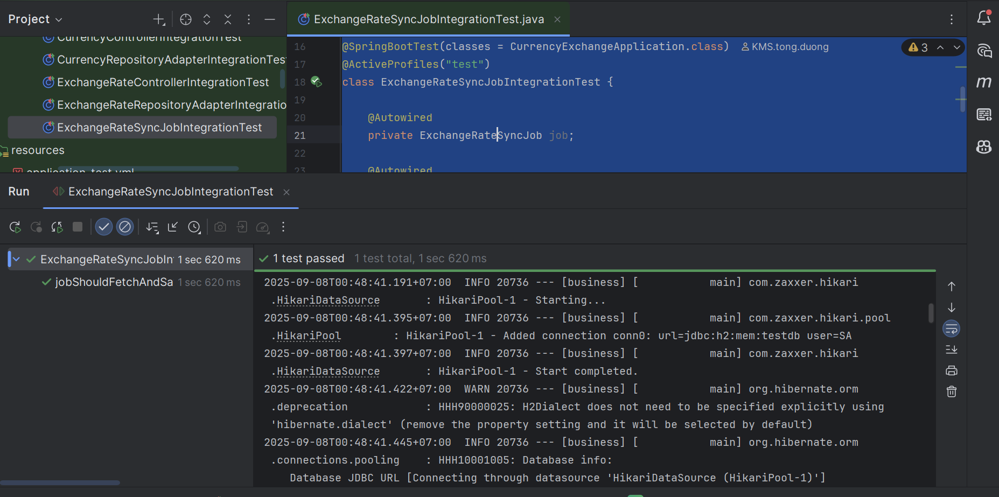 Project
ExchangeRateSyncJobIntegrationTest.java
CurrencyControllerIntegrationTest
CurrencyRepositoryAdapterIntegrationTes
ExchangeRateControllerIntegrationTest
ExchangeRateRepositoryAdapterIntegratio
ExchangeRateSyncJobIntegrationTest
resources
application-test.yml
16 @SpringBootTest(classes = CurrencyExchangeApplication.class) KMS.tong.duong
3
17 @ActiveProfiles("test")
18 class ExchangeRateSyncJobIntegrationTest {
19
20 @Autowired
21 private ExchangeRateSyncJob job;
22
23 @Autowired
Run ExchangeRateSyncJobIntegrationTest
ExchangeRateSyncJobIn 1 sec 620 ms
jobShouldFetchAndSa 1 sec 620 ms
1 test passed 1 test total, 1 sec 620 ms
2025-09-08T00:48:41.191+07:00 INFO 20736 --- [business] [ main] com.zaxxer.hikari
.HikariDataSource : HikariPool-1 - Starting...
2025-09-08T00:48:41.395+07:00 INFO 20736 --- [business] [ main] com.zaxxer.hikari.pool
.HikariPool : HikariPool-1 - Added connection conn0: url=jdbc:h2:mem:testdb user=SA
2025-09-08T00:48:41.397+07:00 INFO 20736 --- [business] [ main] com.zaxxer.hikari
.HikariDataSource : HikariPool-1 - Start completed.
2025-09-08T00:48:41.422+07:00 WARN 20736 --- [business] [ main] org.hibernate.orm
.deprecation : HHH90000025: H2Dialect does not need to be specified explicitly using
'hibernate.dialect' (remove the property setting and it will be selected by default)
2025-09-08T00:48:41.445+07:00 INFO 20736 --- [business] [ main] org.hibernate.orm
.connections.pooling : HHH10001005: Database info:
Database JDBC URL [Connecting through datasource 'HikariDataSource (HikariPool-1)']